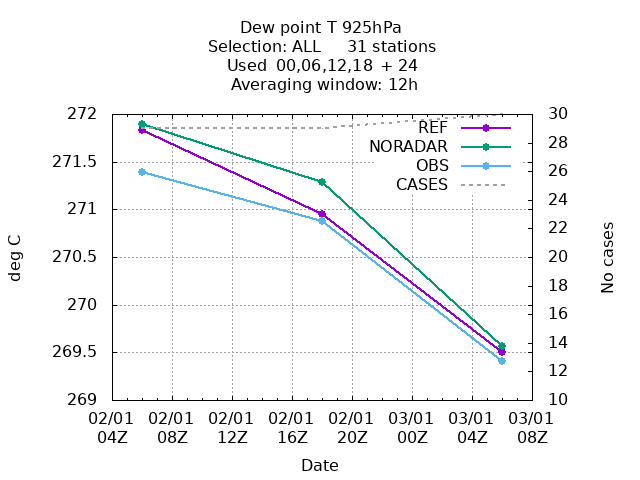 Dew point T 925hPa
Selection: ALL 31 stations
Used 00,06,12,18 + 24
Averaging window: 12h
272
271.5
271
270.5
270
269.5
269
deg C
30
28
26
24
22
20
18
16
14
12
10
No cases
REF
NORADAR
OBS
CASES
02/01 02/01 02/01 02/01 02/01 03/01 03/01 03/01
04Z 08Z 12Z 16Z 20Z 00Z 04Z 08Z
Date